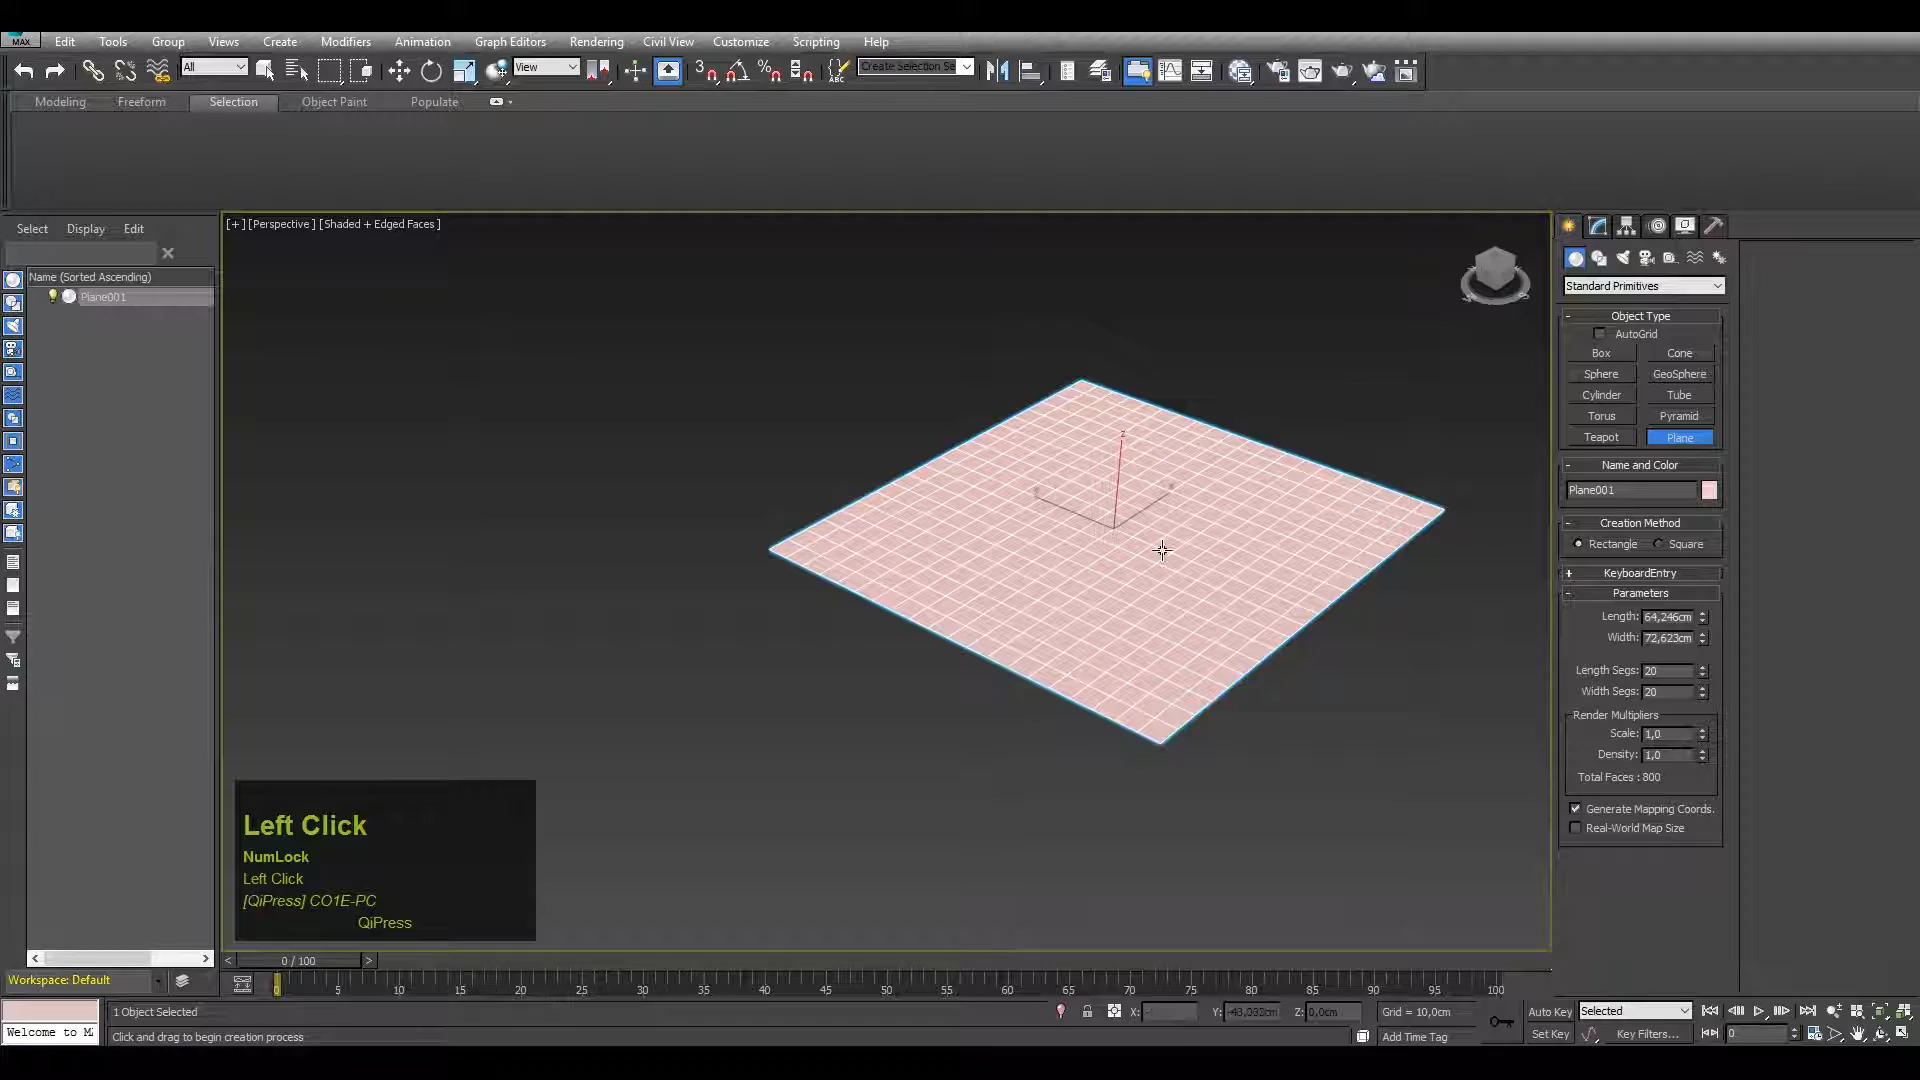 MAX
Edit Tools Group Views Create Modifiers Animation Graph Editors Rendering Civil View Customize Scripting Help
All View 3 % ABC Create Selection Se
Modeling Freeform Selection Object Paint Populate
Select Display Edit
[+] [Perspective ] [Shaded + Edged Faces ]
Name (Sorted Ascending)
Plane001
Z
Standard Primitives
- Object Type
AutoGrid
Box Cone
Sphere GeoSphere
Cylinder Tube
Torus Pyramid
Teapot Plane
- Name and Color
Plane001
- Creation Method
Rectangle Square
+ KeyboardEntry
- Parameters
Length: 64,246cm
Width: 72,623cm
Length Segs: 20
Width Segs: 20
Render Multipliers
Scale: 1,0
Density: 1,0
Total Faces : 800
Generate Mapping Coords.
Real-World Map Size
Left Click
NumLock
Left Click
[QiPress] CO1E-PC
QiPress
< 0 / 100 >
Workspace: Default
0 5 10 15 20 25 30 35 40 45 50 55 60 65 70 75 80 85 90 95 100
1 Object Selected X: Y: -43,032cm Z: 0,0cm Grid = 10,0cm Auto Key Selected
Welcome to M
Click and drag to begin creation process Add Time Tag Set Key Key Filters... 0